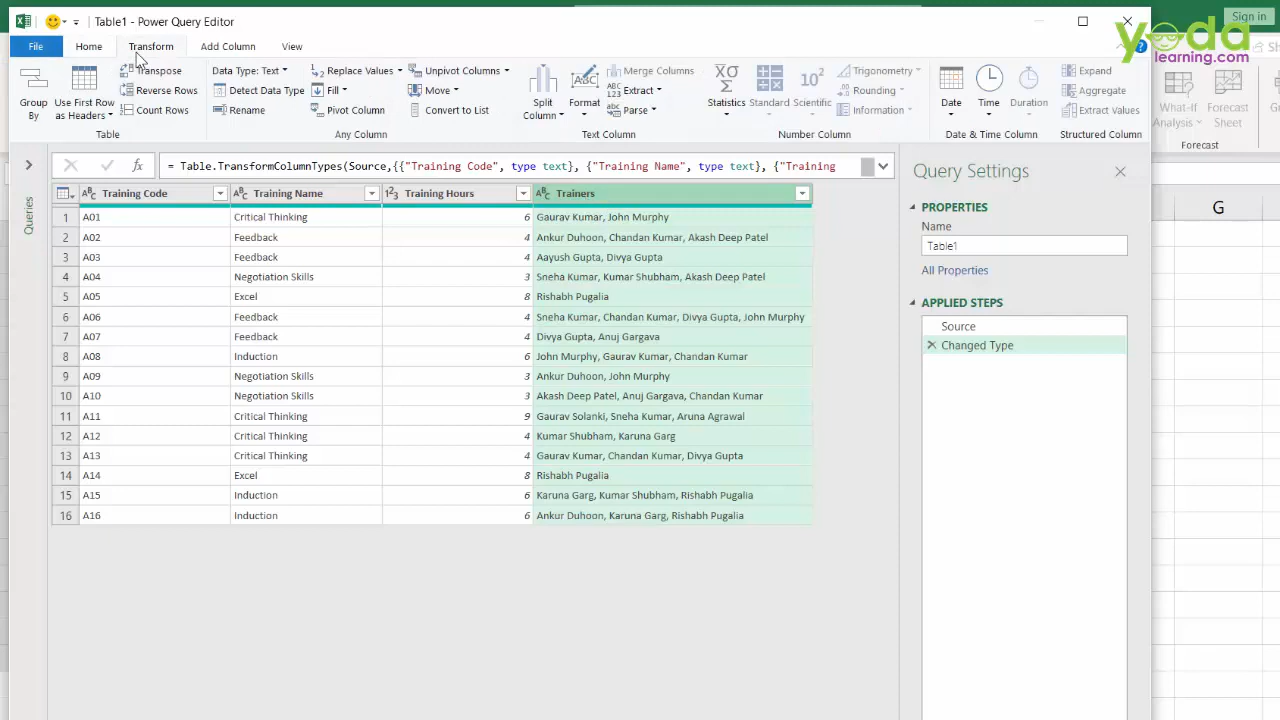 Table1 - Power Query Editor
Sign in
yoda
learning.com
File Home Transform Add Column View
Group By
Use First Row as Headers
Transpose
Reverse Rows
Count Rows
Table
Data Type: Text
Detect Data Type
Rename
Replace Values
Fill
Pivot Column
Unpivot Columns
Move
Convert to List
Any Column
Split Column
Format
Merge Columns
Extract
Parse
Text Column
Statistics
Standard
Scientific
Trigonometry
Rounding
Information
Number Column
Date
Time
Duration
Date & Time Column
Expand
Aggregate
Extract Values
Structured Column
What-If Analysis
Forecast Sheet
Forecast
fx = Table.TransformColumnTypes(Source,{{"Training Code", type text}, {"Training Name", type text}, {"Training
Queries
Training Code Training Name Training Hours Trainers
1 A01 Critical Thinking 6 Gaurav Kumar, John Murphy
2 A02 Feedback 4 Ankur Duhoon, Chandan Kumar, Akash Deep Patel
3 A03 Feedback 4 Aayush Gupta, Divya Gupta
4 A04 Negotiation Skills 3 Sneha Kumar, Kumar Shubham, Akash Deep Patel
5 A05 Excel 8 Rishabh Pugalia
6 A06 Feedback 4 Sneha Kumar, Chandan Kumar, Divya Gupta, John Murphy
7 A07 Feedback 4 Divya Gupta, Anuj Gargava
8 A08 Induction 6 John Murphy, Gaurav Kumar, Chandan Kumar
9 A09 Negotiation Skills 3 Ankur Duhoon, John Murphy
10 A10 Negotiation Skills 3 Akash Deep Patel, Anuj Gargava, Chandan Kumar
11 A11 Critical Thinking 9 Gaurav Solanki, Sneha Kumar, Aruna Agrawal
12 A12 Critical Thinking 4 Kumar Shubham, Karuna Garg
13 A13 Critical Thinking 4 Gaurav Kumar, Chandan Kumar, Divya Gupta
14 A14 Excel 8 Rishabh Pugalia
15 A15 Induction 6 Karuna Garg, Kumar Shubham, Rishabh Pugalia
16 A16 Induction 6 Ankur Duhoon, Karuna Garg, Rishabh Pugalia
Query Settings
PROPERTIES
Name
Table1
All Properties
APPLIED STEPS
Source
Changed Type
G